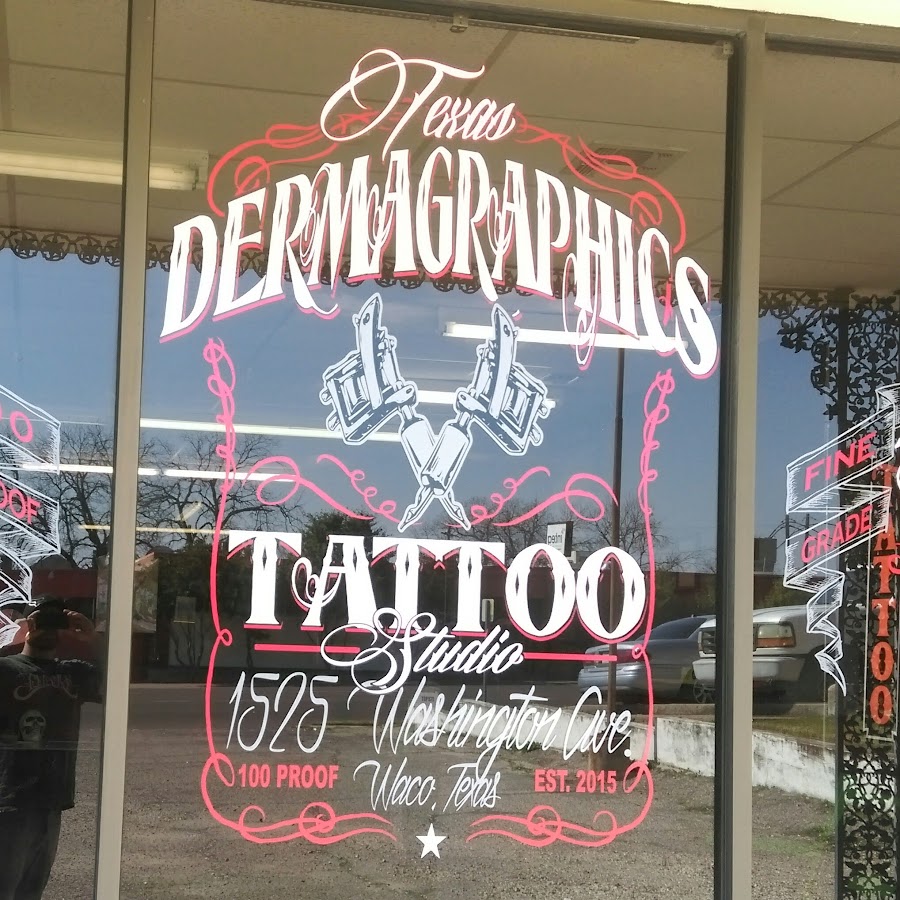 Texas
DERMAGRAPHICS
TATTOO
Studio
1525 Washington Ave.
100 PROOF
Waco, Texas
EST. 2015
FINE
GRADE
TATTOO